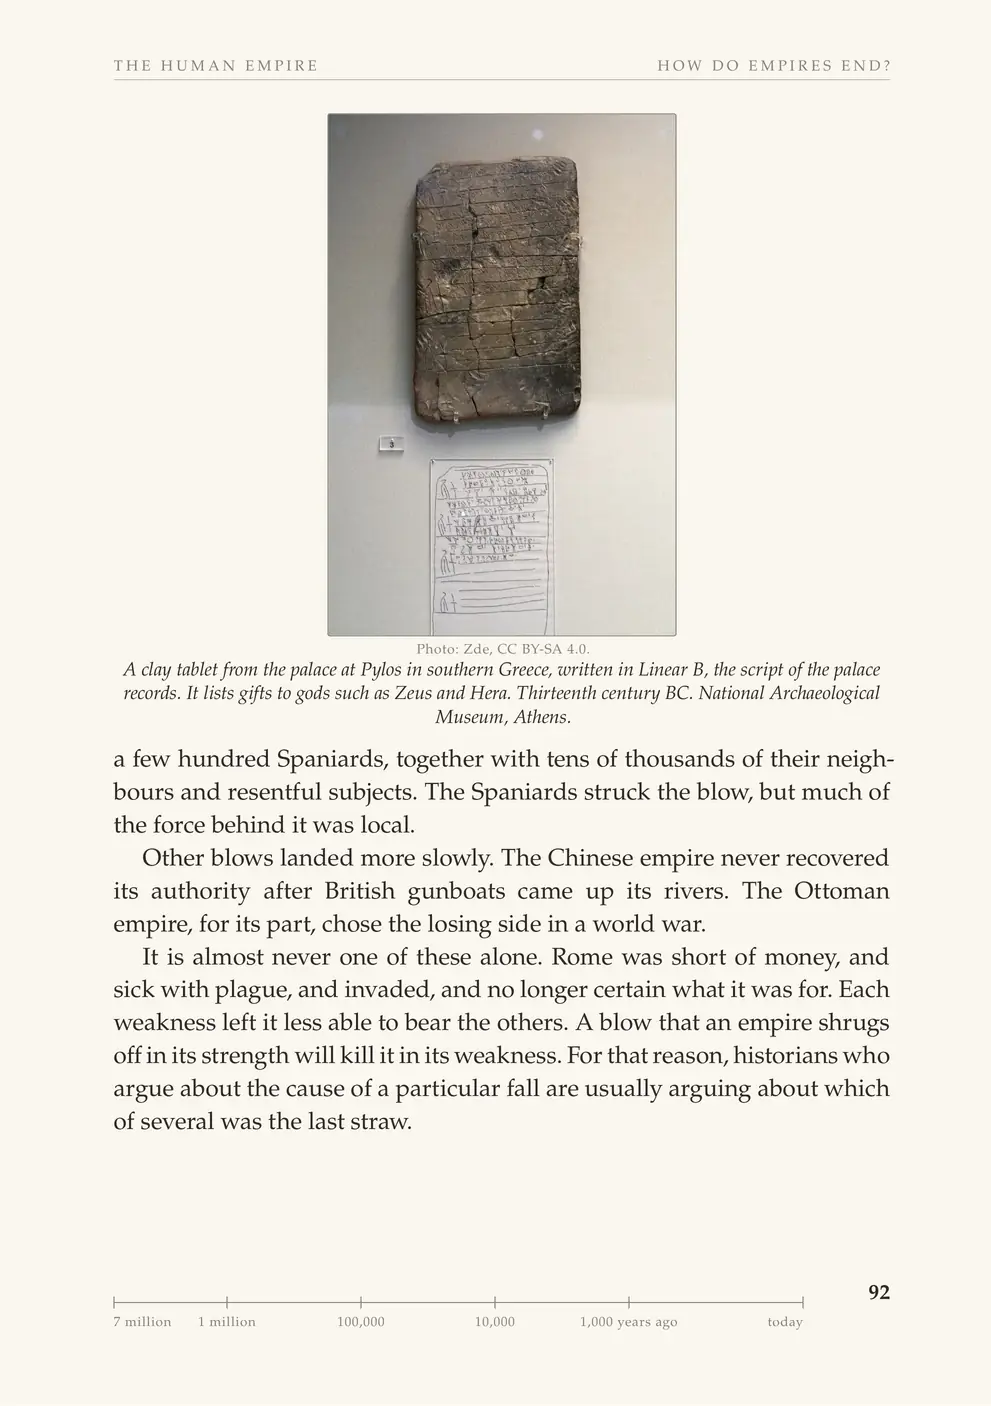 THE HUMAN EMPIRE
HOW DO EMPIRES END?
Photo: Zde, CC BY-SA 4.0.
A clay tablet from the palace at Pylos in southern Greece, written in Linear B, the script of the palace
records. It lists gifts to gods such as Zeus and Hera. Thirteenth century BC. National Archaeological
Museum, Athens.
a few hundred Spaniards, together with tens of thousands of their neigh-
bours and resentful subjects. The Spaniards struck the blow, but much of
the force behind it was local.
Other blows landed more slowly. The Chinese empire never recovered
its authority after British gunboats came up its rivers. The Ottoman
empire, for its part, chose the losing side in a world war.
It is almost never one of these alone. Rome was short of money, and
sick with plague, and invaded, and no longer certain what it was for. Each
weakness left it less able to bear the others. A blow that an empire shrugs
off in its strength will kill it in its weakness. For that reason, historians who
argue about the cause of a particular fall are usually arguing about which
of several was the last straw.
92
7 million
1 million
100,000
10,000
1,000 years ago
today